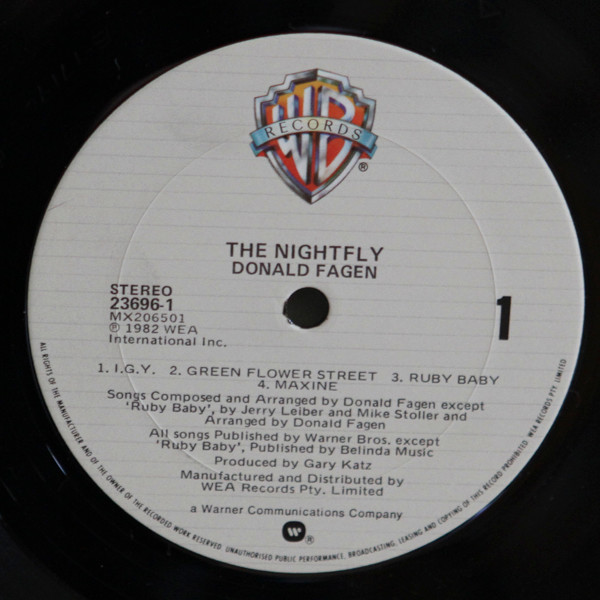 WB
RECORDS
®
THE NIGHTFLY
DONALD FAGEN
STEREO
23696-1
MX206501
℗ 1982 WEA
International Inc.
1
1. I.G.Y. 2. GREEN FLOWER STREET 3. RUBY BABY
4. MAXINE
Songs Composed and Arranged by Donald Fagen except
'Ruby Baby', by Jerry Leiber and Mike Stoller and
Arranged by Donald Fagen
All songs Published by Warner Bros. except
'Ruby Baby', Published by Belinda Music
Produced by Gary Katz
Manufactured and Distributed by
WEA Records Pty. Limited
a Warner Communications Company
ALL RIGHTS OF THE MANUFACTURER AND OF THE OWNER OF THE RECORDED WORK RESERVED. UNAUTHORISED PUBLIC PERFORMANCE, BROADCASTING, LEASING AND COPYING OF THIS RECORD PROHIBITED. WEA RECORDS PTY LIMITED.